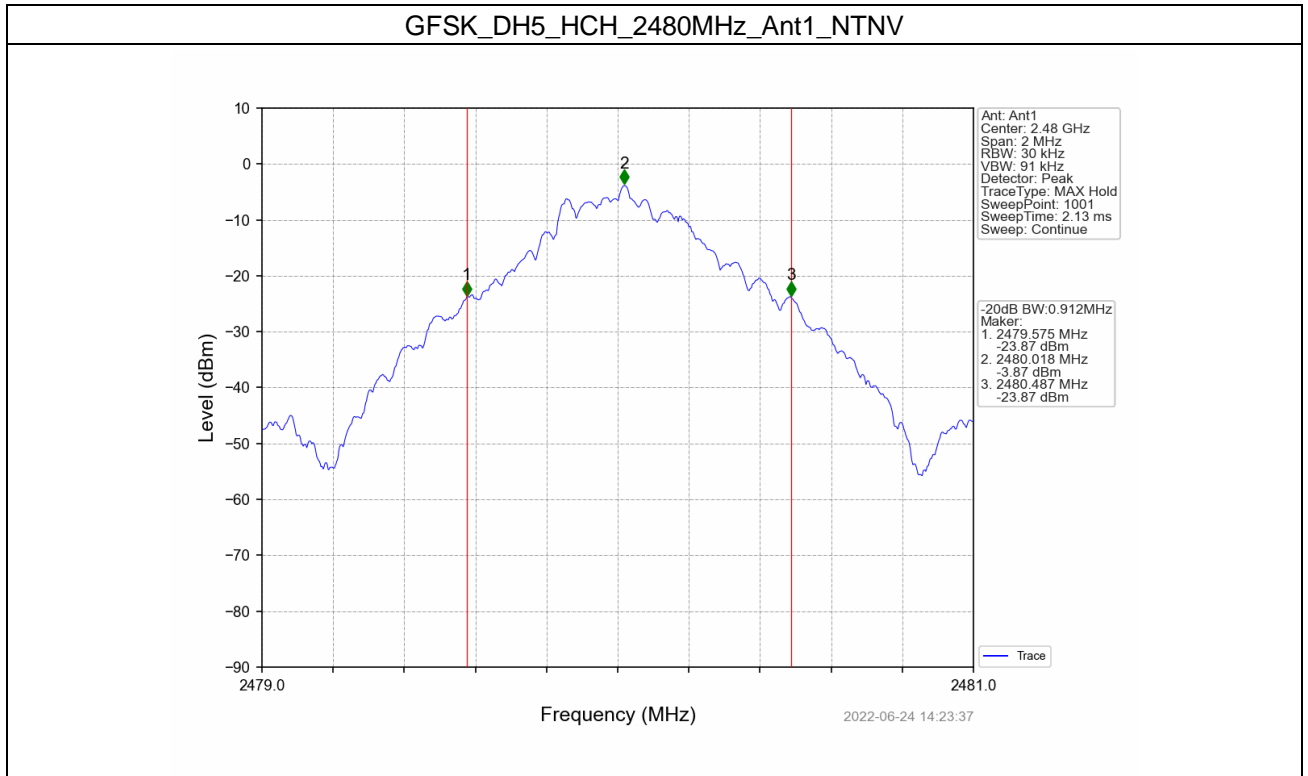 GFSK_DH5_HCH_2480MHz_Ant1_NTNV
10
0
−10
−20
−30
−40
−50
−60
−70
−80
−90
Level (dBm)
1
2
3
2479.0
2481.0
Frequency (MHz)
2022-06-24 14:23:37
Ant: Ant1
Center: 2.48 GHz
Span: 2 MHz
RBW: 30 kHz
VBW: 91 kHz
Detector: Peak
TraceType: MAX Hold
SweepPoint: 1001
SweepTime: 2.13 ms
Sweep: Continue
-20dB BW:0.912MHz
Maker:
1. 2479.575 MHz
-23.87 dBm
2. 2480.018 MHz
-3.87 dBm
3. 2480.487 MHz
-23.87 dBm
Trace